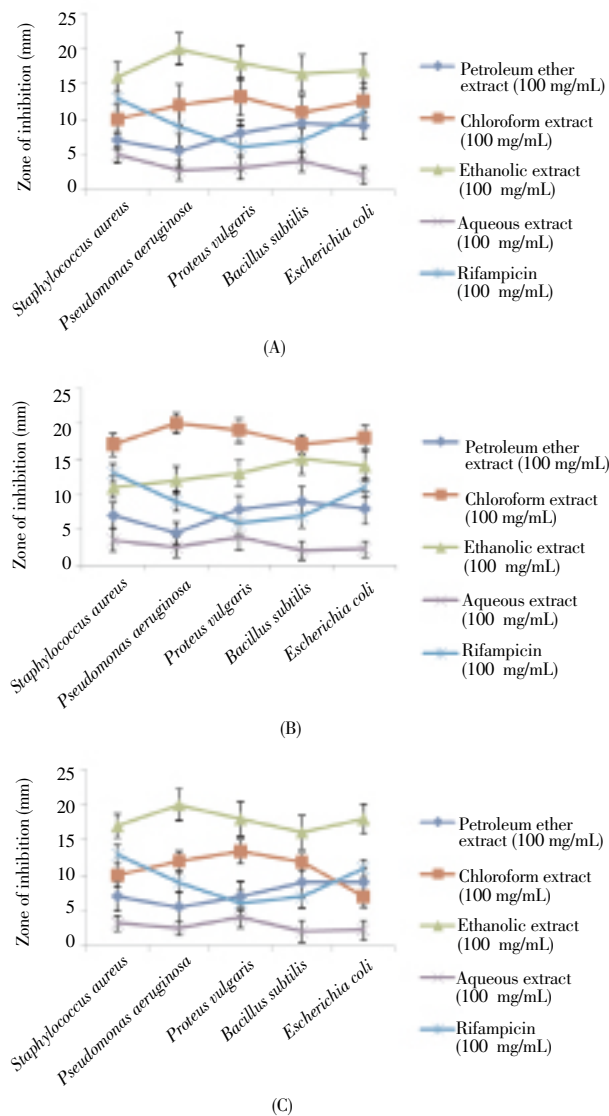 Zone of inhibition (mm)
25
20
15
10
5
0
Staphylococcus aureus
Pseudomonas aeruginosa
Proteus vulgaris
Bacillus subtilis
Escherichia coli
Petroleum ether
extract (100 mg/mL)
Chloroform extract
(100 mg/mL)
Ethanolic extract
(100 mg/mL)
Aqueous extract
(100 mg/mL)
Rifampicin
(100 mg/mL)
(A)
Zone of inhibition (mm)
25
20
15
10
5
0
Staphylococcus aureus
Pseudomonas aeruginosa
Proteus vulgaris
Bacillus subtilis
Escherichia coli
Petroleum ether
extract (100 mg/mL)
Chloroform extract
(100 mg/mL)
Ethanolic extract
(100 mg/mL)
Aqueous extract
(100 mg/mL)
Rifampicin
(100 mg/mL)
(B)
Zone of inhibition (mm)
25
20
15
10
5
0
Staphylococcus aureus
Pseudomonas aeruginosa
Proteus vulgaris
Bacillus subtilis
Escherichia coli
Petroleum ether
extract (100 mg/mL)
Chloroform extract
(100 mg/mL)
Ethanolic extract
(100 mg/mL)
Aqueous extract
(100 mg/mL)
Rifampicin
(100 mg/mL)
(C)